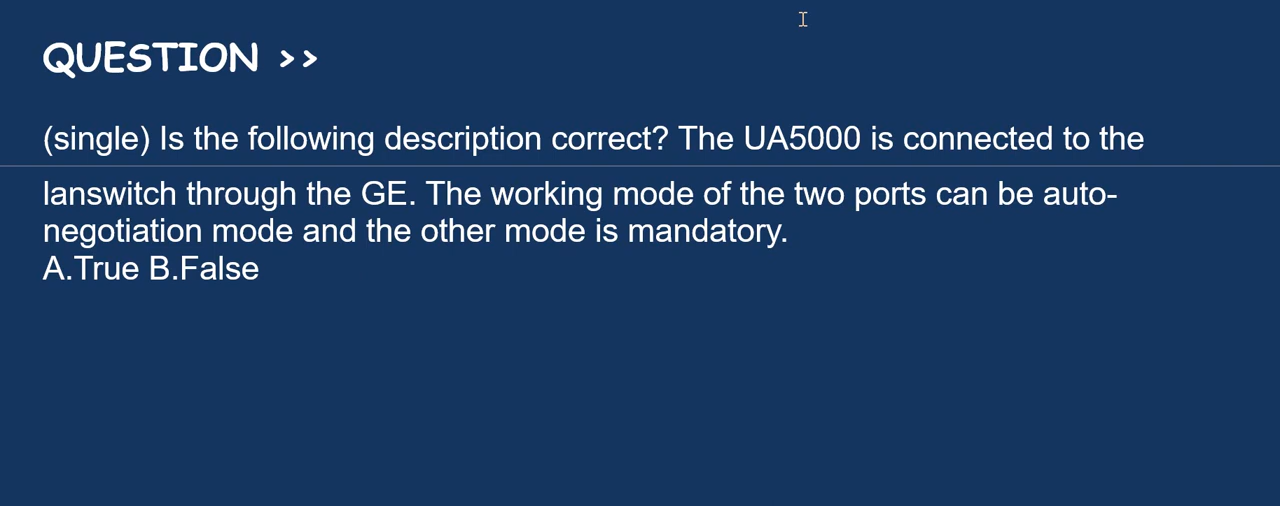 QUESTION >>
(single) Is the following description correct? The UA5000 is connected to the
lanswitch through the GE. The working mode of the two ports can be auto-
negotiation mode and the other mode is mandatory.
A.True B.False